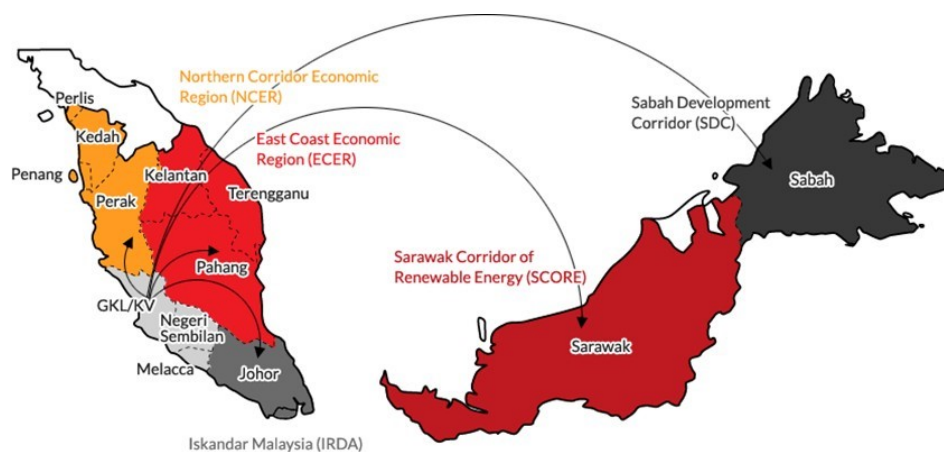 Northern Corridor Economic
Region (NCER)
East Coast Economic
Region (ECER)
Sabah Development
Corridor (SDC)
Perlis
Kedah
Penang
Perak
Kelantan
Terengganu
Sabah
Pahang
Sarawak Corridor of
Renewable Energy (SCORE)
GKL/KV
Negeri
Sembilan
Melacca
Johor
Sarawak
Iskandar Malaysia (IRDA)